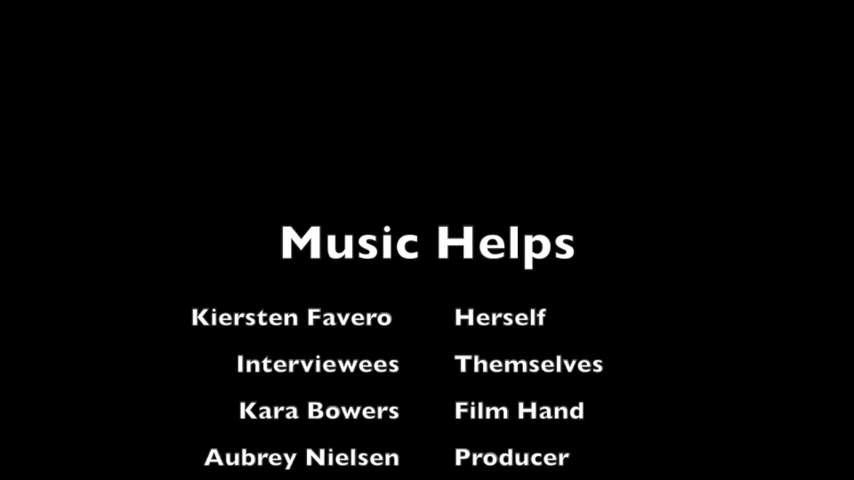 Music Helps
Kiersten Favero Herself
Interviewees Themselves
Kara Bowers Film Hand
Aubrey Nielsen Producer